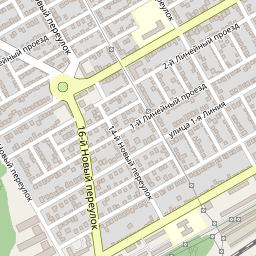 переулок
Новый переулок
2-й Линейный проезд
Линейный проезд
1-й Линейный проезд
улица 1-я Линия
16-й Новый переулок
14-й Новый переулок
Новый переулок